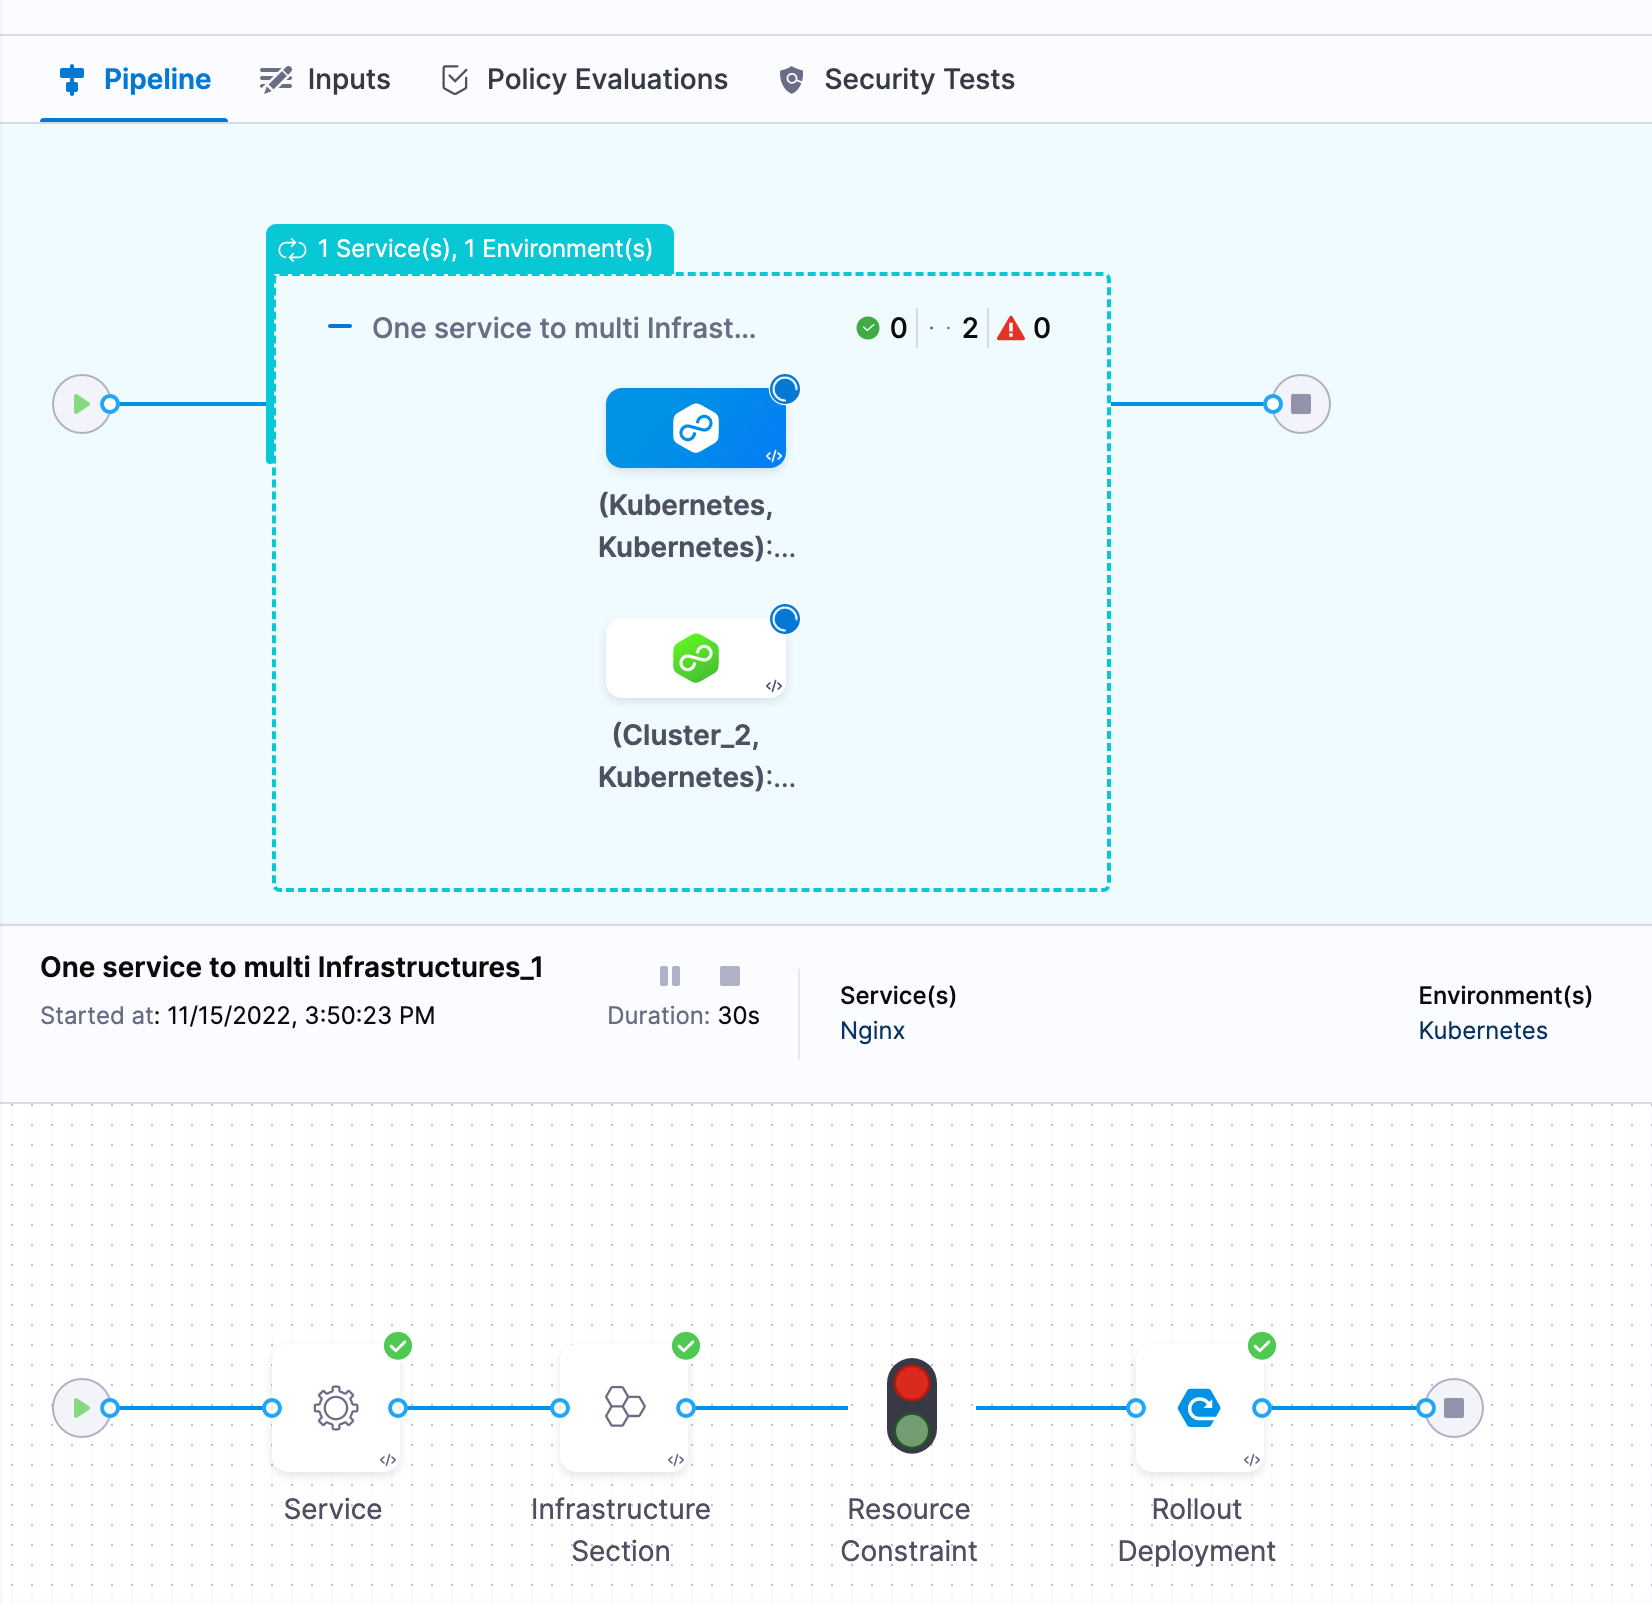 Pipeline
Inputs
Policy Evaluations
Security Tests
1 Service(s), 1 Environment(s)
One service to multi Infrast...
0
2
0
</>
(Kubernetes,
Kubernetes):...
</>
(Cluster_2,
Kubernetes):...
One service to multi Infrastructures_1
Started at: 11/15/2022, 3:50:23 PM
Duration: 30s
Service(s)
Nginx
Environment(s)
Kubernetes
</>
</>
</>
Service
Infrastructure
Section
Resource
Constraint
Rollout
Deployment